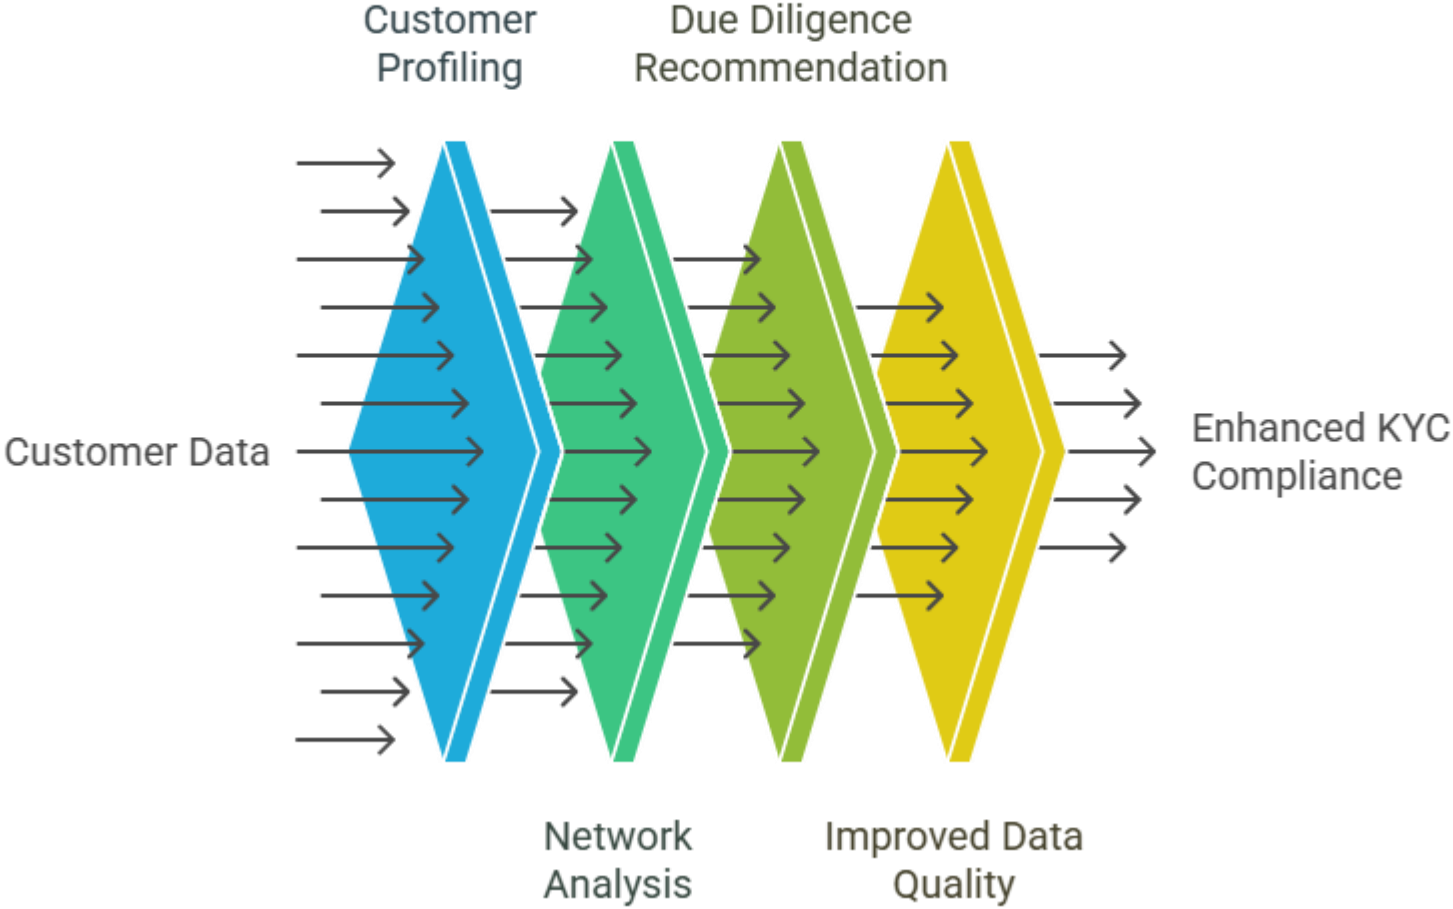 Customer
Profiling
Due Diligence
Recommendation
Customer Data
Enhanced KYC
Compliance
Network
Analysis
Improved Data
Quality